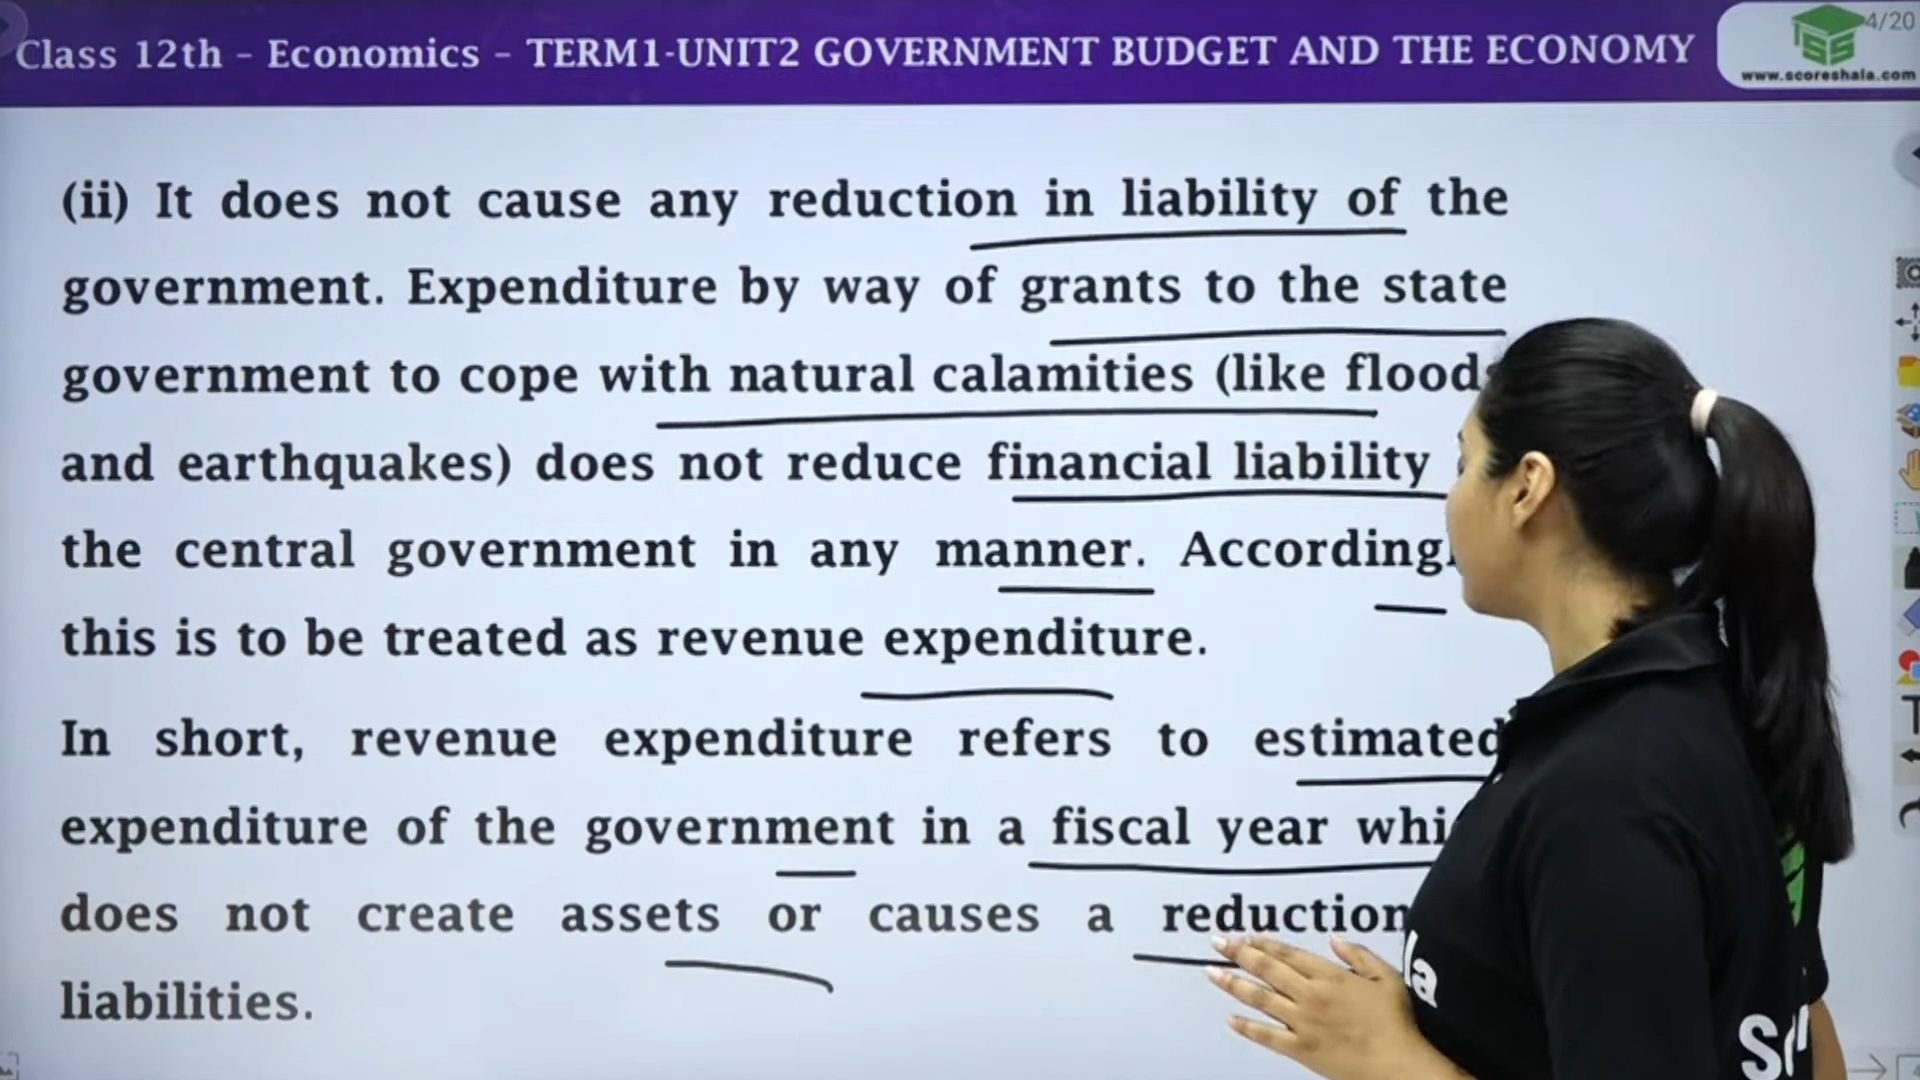 Class 12th - Economics - TERM1-UNIT2 GOVERNMENT BUDGET AND THE ECONOMY
4/20
www.scoreshala.com
(ii) It does not cause any reduction in liability of the
government. Expenditure by way of grants to the state
government to cope with natural calamities (like floods
and earthquakes) does not reduce financial liability
the central government in any manner.
this is to be treated as revenue expenditure.
In short, revenue expenditure refers to estimated
expenditure of the government in a fiscal year
does not create assets or causes a reduction
liabilities.